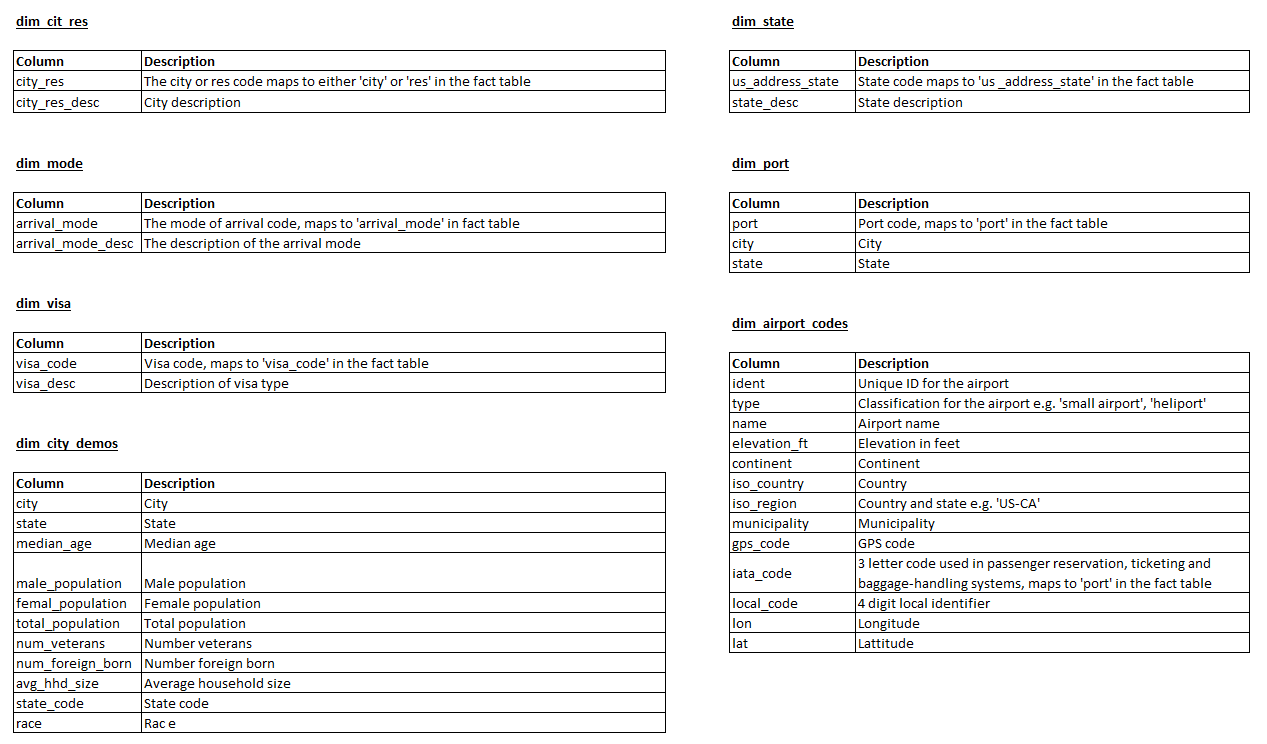 dim_cit_res
Column Description
city_res The city or res code maps to either 'city' or 'res' in the fact table
city_res_desc City description
dim_mode
Column Description
arrival_mode The mode of arrival code, maps to 'arrival_mode' in fact table
arrival_mode_desc The description of the arrival mode
dim_visa
Column Description
visa_code Visa code, maps to 'visa_code' in the fact table
visa_desc Description of visa type
dim_city_demos
Column Description
city City
state State
median_age Median age
male_population Male population
femal_population Female population
total_population Total population
num_veterans Number veterans
num_foreign_born Number foreign born
avg_hhd_size Average household size
state_code State code
race Rac e
dim_state
Column Description
us_address_state State code maps to 'us _address_state' in the fact table
state_desc State description
dim_port
Column Description
port Port code, maps to 'port' in the fact table
city City
state State
dim_airport_codes
Column Description
ident Unique ID for the airport
type Classification for the airport e.g. 'small airport', 'heliport'
name Airport name
elevation_ft Elevation in feet
continent Continent
iso_country Country
iso_region Country and state e.g. 'US-CA'
municipality Municipality
gps_code GPS code
iata_code 3 letter code used in passenger reservation, ticketing and
baggage-handling systems, maps to 'port' in the fact table
local_code 4 digit local identifier
lon Longitude
lat Lattitude